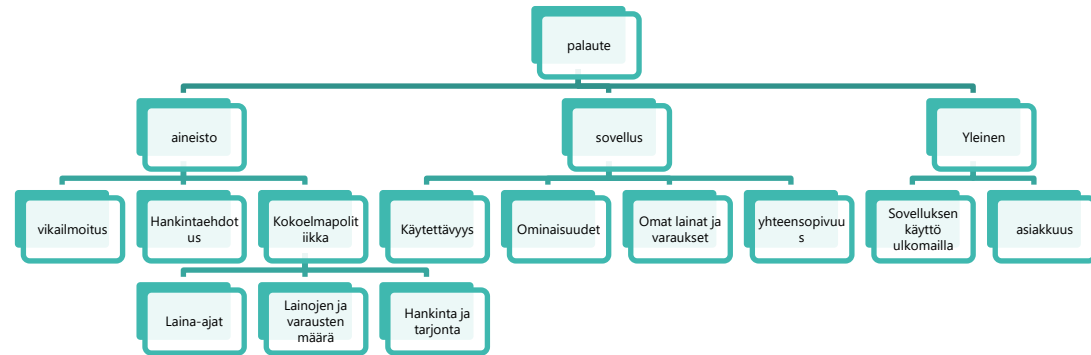 palaute
aineisto
sovellus
Yleinen
vikailmoitus
Hankintaehdot
us
Kokoelmapolit
iikka
Käytettävyys
Ominaisuudet
Omat lainat ja
varaukset
yhteensopivuu
s
Sovelluksen
käyttö
ulkomailla
asiakkuus
Laina-ajat
Lainojen ja
varausten
määrä
Hankinta ja
tarjonta